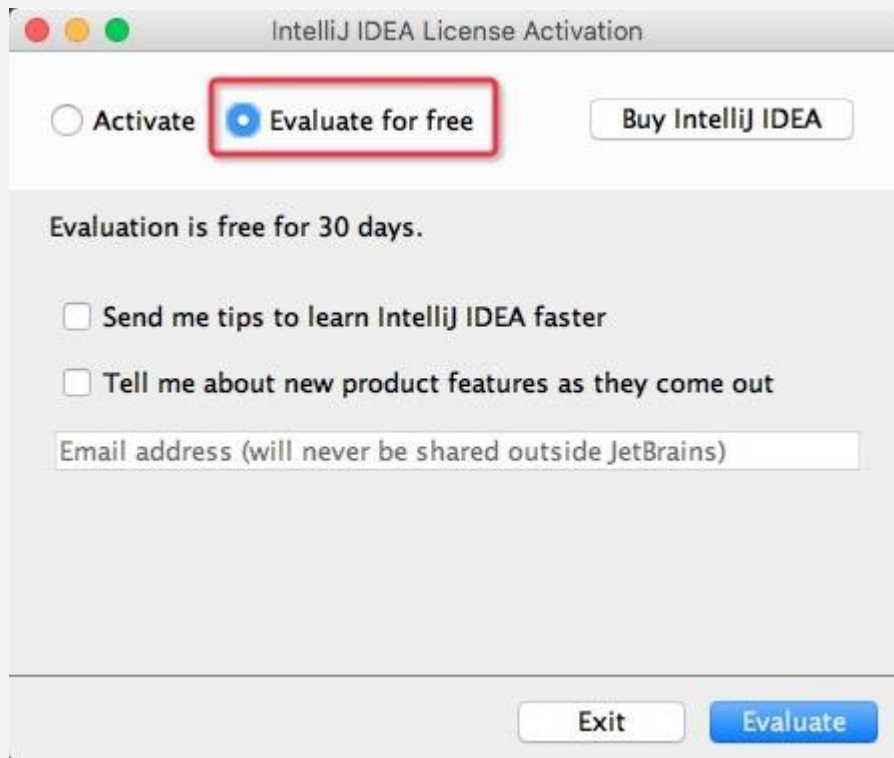 IntelliJ IDEA License Activation
Activate Evaluate for free Buy IntelliJ IDEA
Evaluation is free for 30 days.
Send me tips to learn IntelliJ IDEA faster
Tell me about new product features as they come out
Email address (will never be shared outside JetBrains)
Exit Evaluate